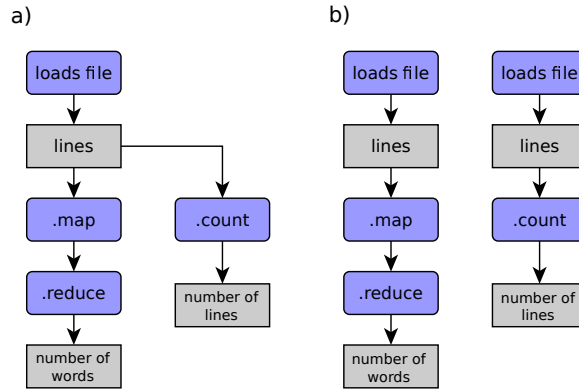 a)
loads file
lines
.map
.count
.reduce
number of
lines
number of
words
b)
loads file
loads file
lines
lines
.map
.count
.reduce
number of
lines
number of
words